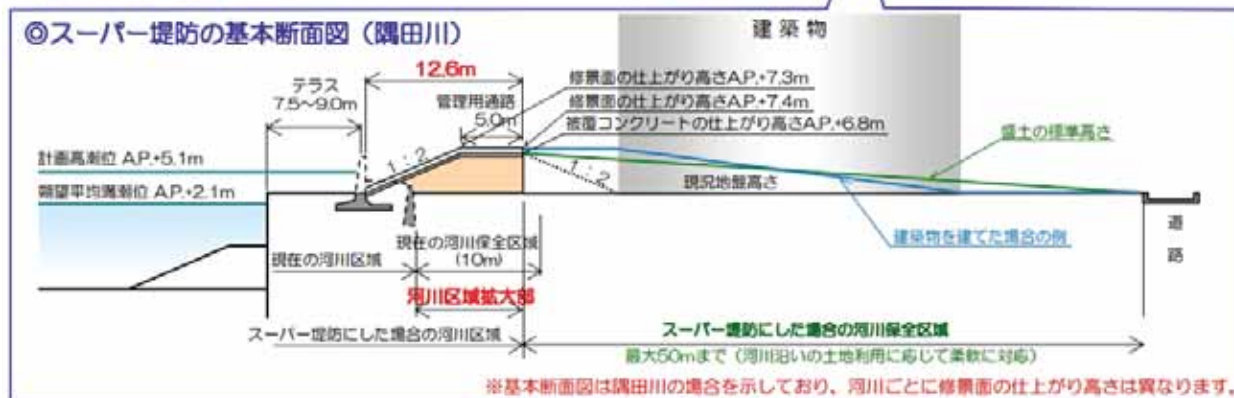 ◎スーパー堤防の基本断面図（隅田川）
建築物
テラス
7.5～9.0m
12.6m
管理用通路
5.0m
修景面の仕上がり高さA.P.+7.3m
修景面の仕上がり高さA.P.+7.4m
被覆コンクリートの仕上がり高さA.P.+6.8m
盛土の標準高さ
計画高潮位 A.P.+5.1m
1：2
1：2
現況地盤高さ
朔望平均満潮位 A.P.+2.1m
建築物を建てた場合の例
道路
現在の河川区域
現在の河川保全区域
(10m)
河川区域拡大部
スーパー堤防にした場合の河川区域
スーパー堤防にした場合の河川保全区域
最大50mまで（河川沿いの土地利用に応じて柔軟に対応）
※基本断面図は隅田川の場合を示しており、河川ごとに修景面の仕上がり高さは異なります。